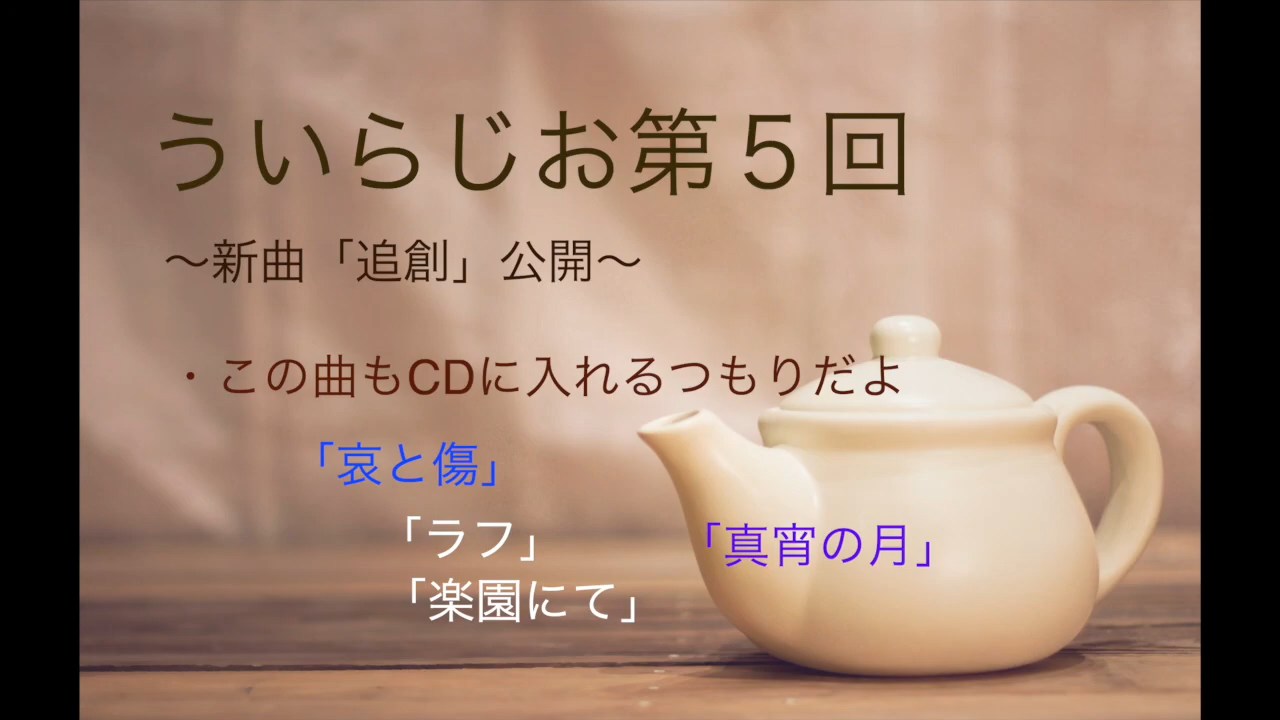 ういらじお第５回
〜新曲「追創」公開〜
・この曲もCDに入れるつもりだよ
「哀と傷」
「ラフ」
「真宵の月」
「楽園にて」